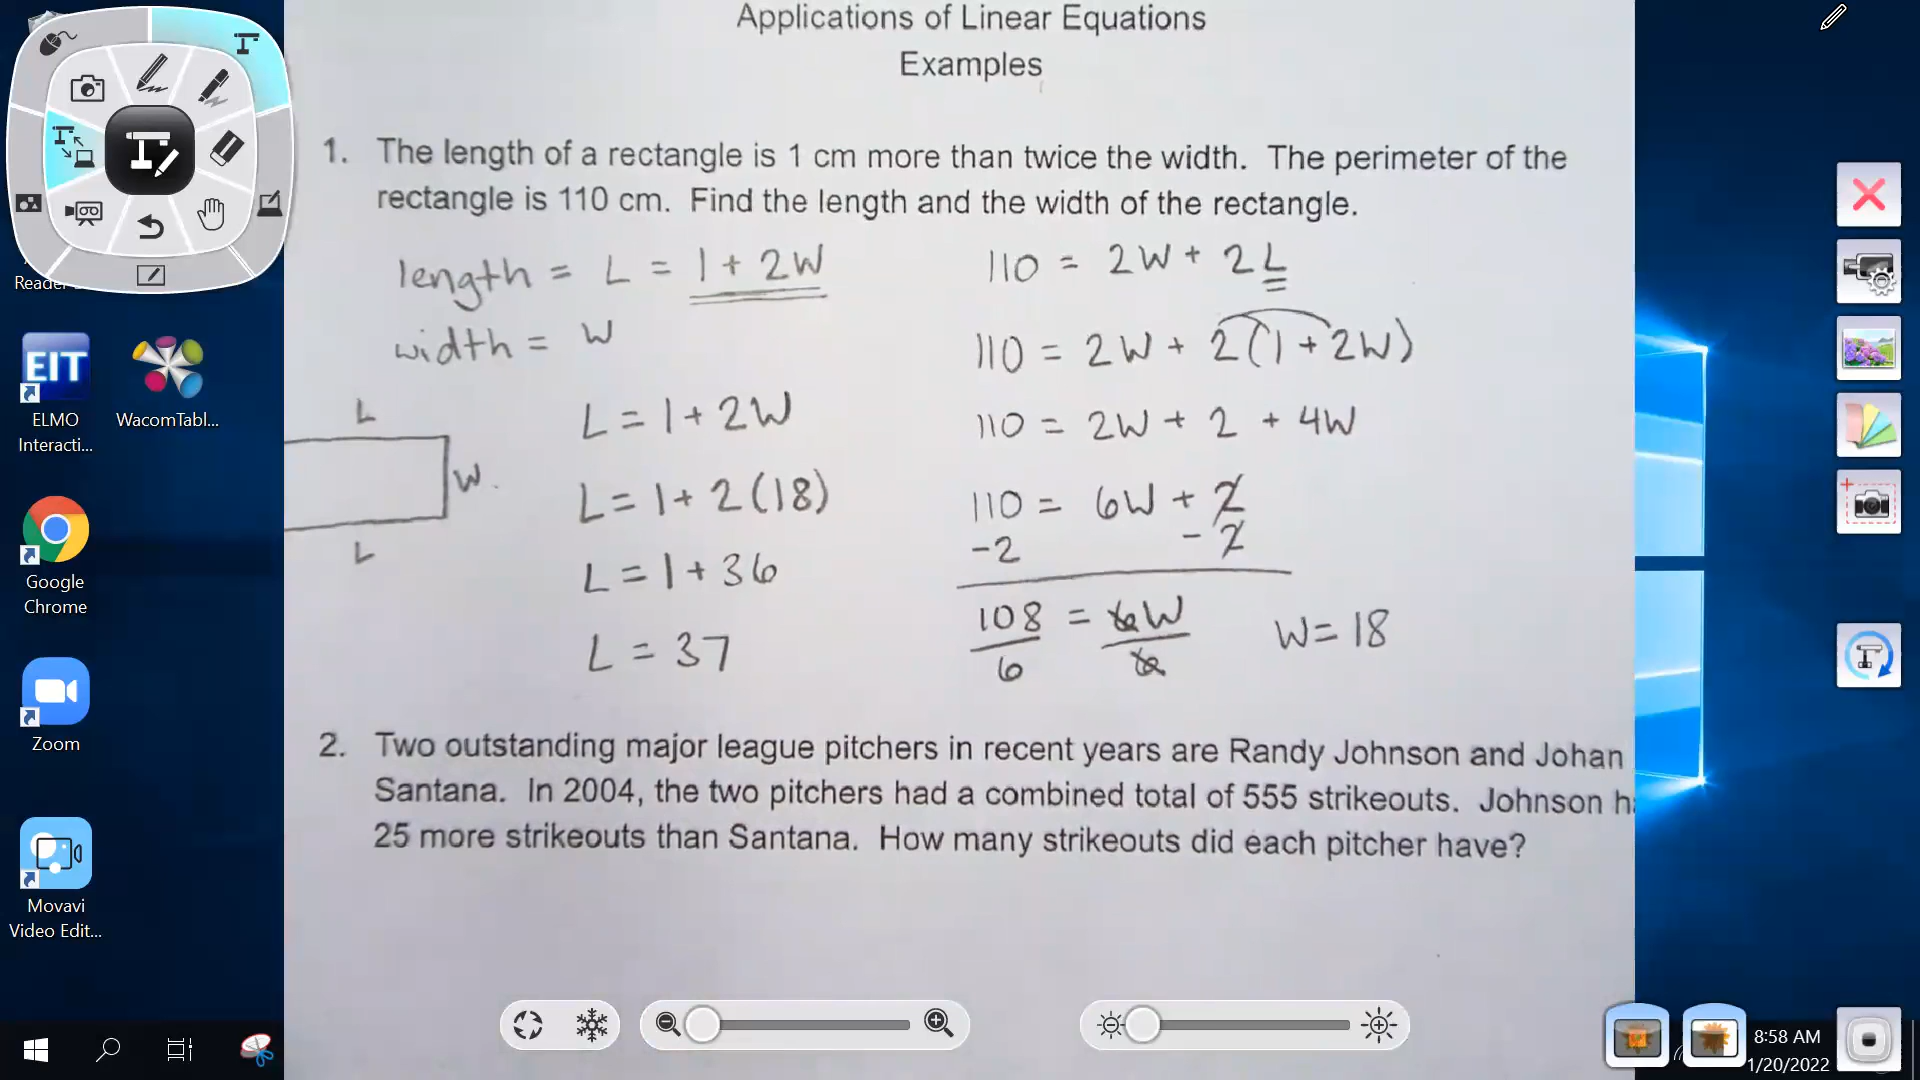 Applications of Linear Equations
Examples
1. The length of a rectangle is 1 cm more than twice the width. The perimeter of the
rectangle is 110 cm. Find the length and the width of the rectangle.
length = L = 1 + 2W
width = W
L
W.
L
L = 1 + 2W
L = 1 + 2(18)
L = 1 + 36
L = 37
110 = 2W + 2L
110 = 2W + 2(1 + 2W)
110 = 2W + 2 + 4W
110 = 6W + 2
-2 - 2
108 = 6W
6 6
W = 18
2. Two outstanding major league pitchers in recent years are Randy Johnson and Johan
Santana. In 2004, the two pitchers had a combined total of 555 strikeouts. Johnson
25 more strikeouts than Santana. How many strikeouts did each pitcher have?
Reader
EIT
ELMO
Interacti...
WacomTabl...
Google
Chrome
Zoom
Movavi
Video Edit...
8:58 AM
1/20/2022